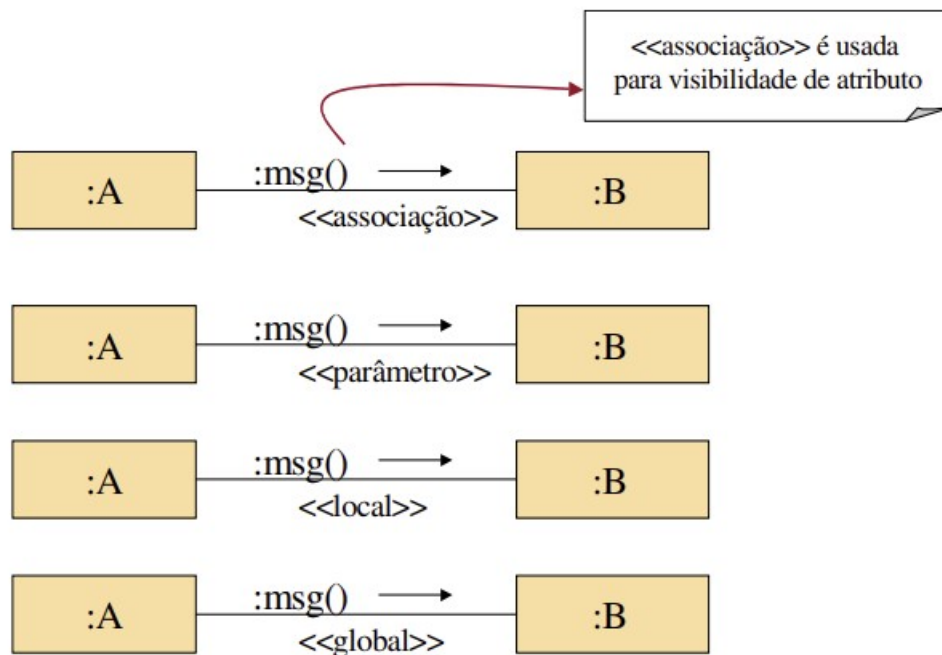 <<associação>> é usada
para visibilidade de atributo
:A
:msg()
<<associação>>
:B
:A
:msg()
<<parâmetro>>
:B
:A
:msg()
<<local>>
:B
:A
:msg()
<<global>>
:B